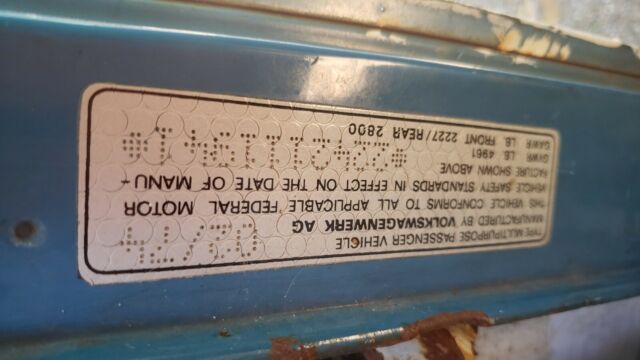 TYPE:MULTIPURPOSE PASSENGER VEHICLE
MANUFACTURED BY VOLKSWAGENWERK AG
THIS VEHICLE CONFORMS TO ALL APPLICABLE FEDERAL MOTOR
VEHICLE SAFETY STANDARDS IN EFFECT ON THE DATE OF MANU-
FACTURE SHOWN ABOVE
GVWR LB 4961
GAWR LB FRONT 2227/REAR 2800